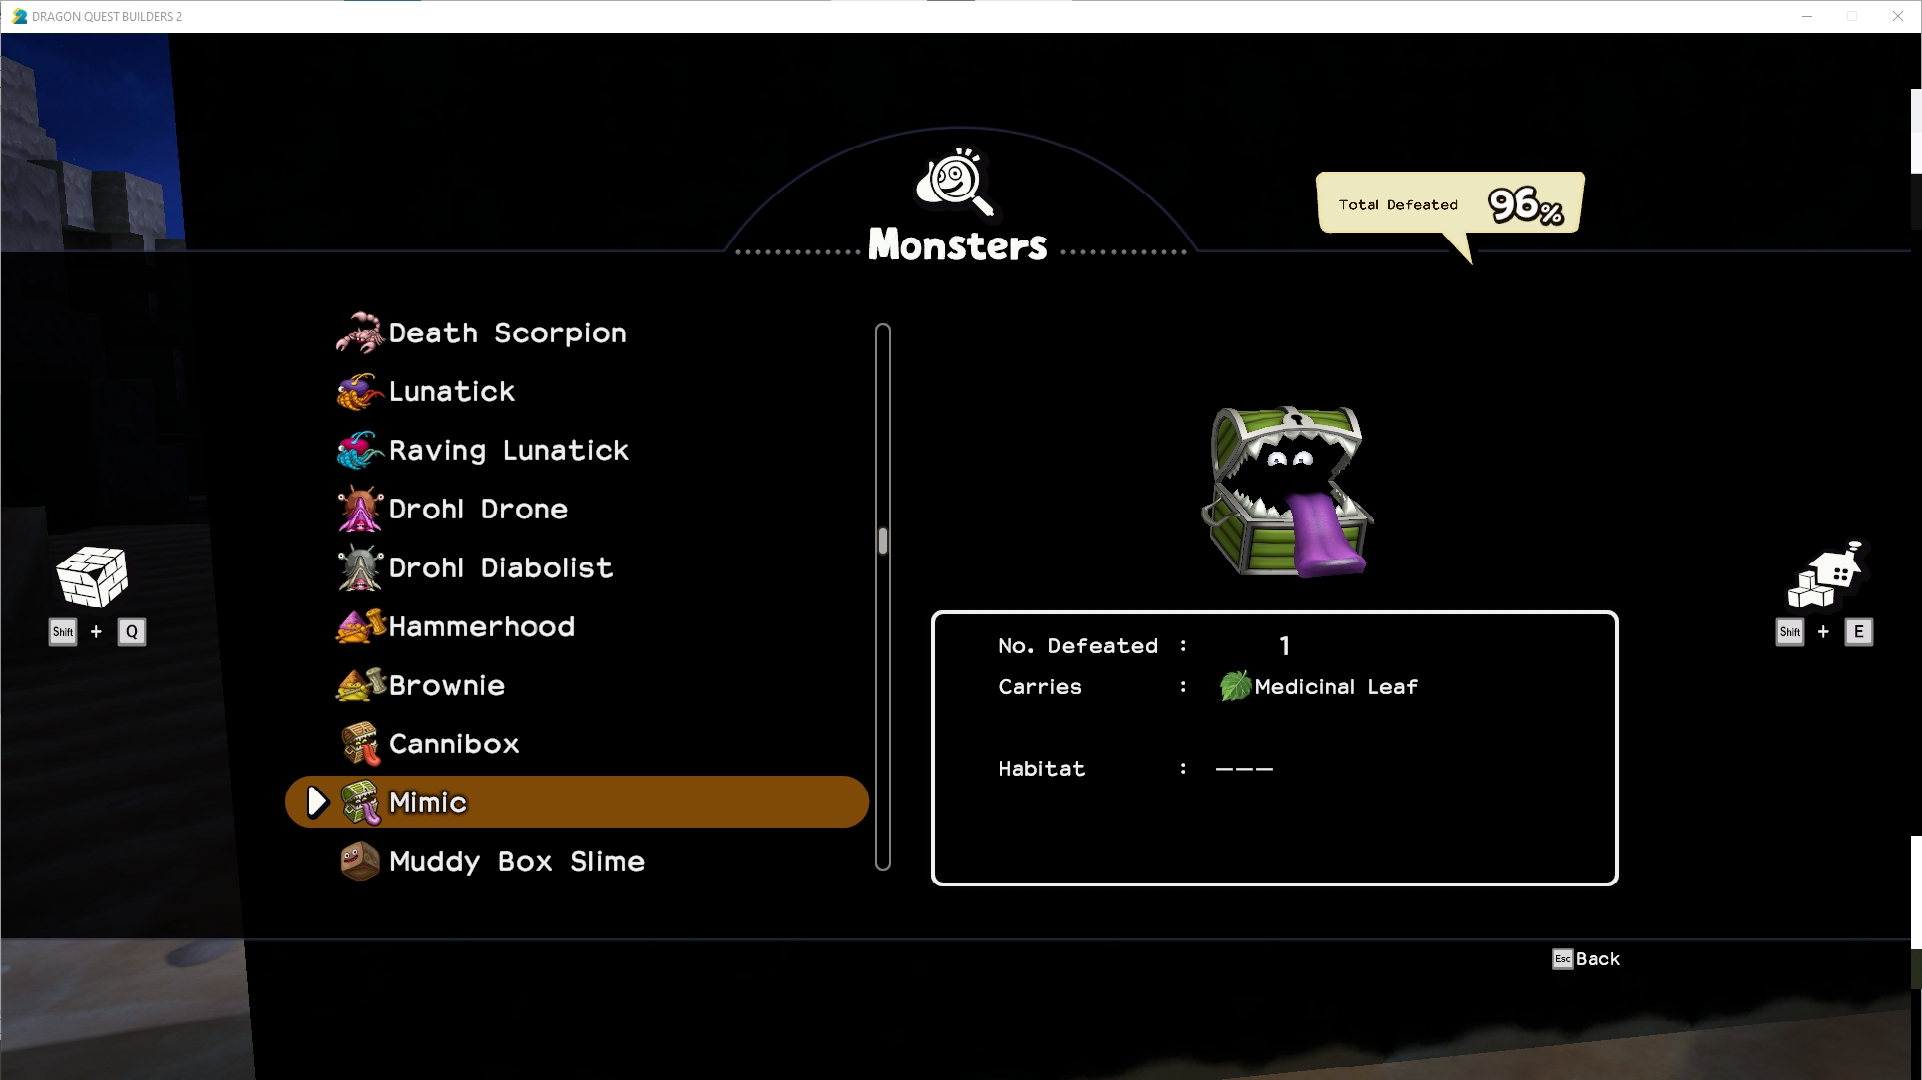 DRAGON QUEST BUILDERS 2
Total Defeated 96%
Monsters
Death Scorpion
Lunatick
Raving Lunatick
Drohl Drone
Drohl Diabolist
Hammerhood
Brownie
Cannibox
Mimic
Muddy Box Slime
Shift + Q
No. Defeated : 1
Carries : Medicinal Leaf
Habitat : ———
Shift + E
Esc Back